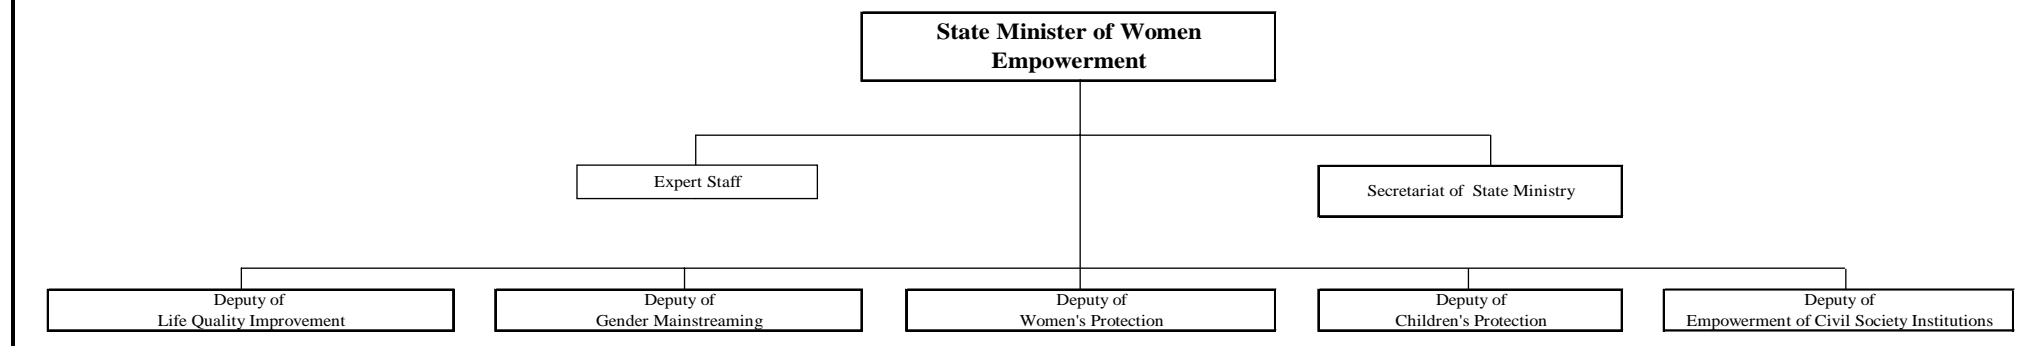 State Minister of Women
Empowerment
Expert Staff
Secretariat of State Ministry
Deputy of
Life Quality Improvement
Deputy of
Gender Mainstreaming
Deputy of
Women's Protection
Deputy of
Children's Protection
Deputy of
Empowerment of Civil Society Institutions